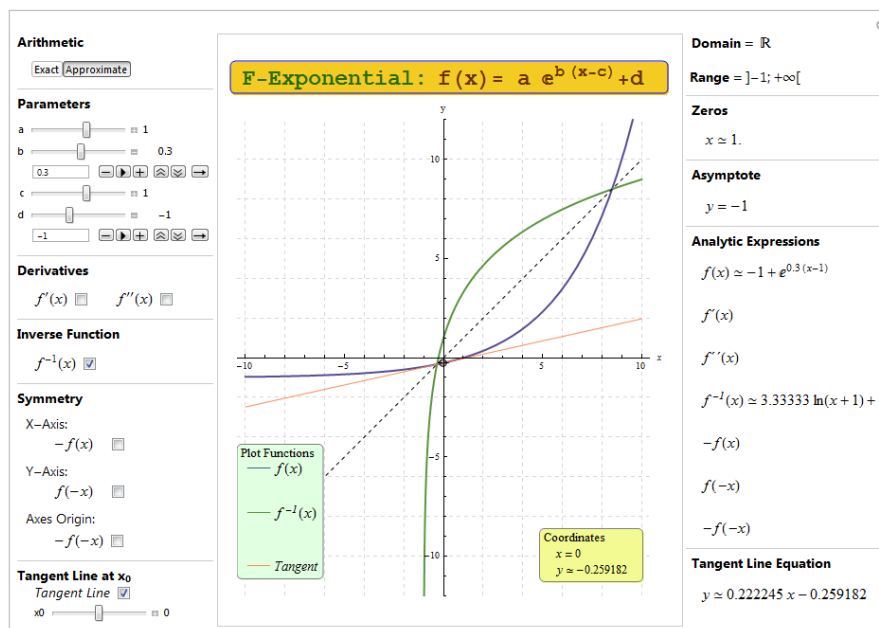 Arithmetic
Exact Approximate
Parameters
a 1
b 0.3
0.3
c 1
d −1
−1
Derivatives
f′(x) f′′(x)
Inverse Function
f⁻¹(x)
Symmetry
X−Axis:
−f(x)
Y−Axis:
f(−x)
Axes Origin:
−f(−x)
Tangent Line at x₀
Tangent Line
x0 0
F-Exponential: f(x)= a e^b (x-c) +d
y
10
5
−10 −5 5 10 x
−5
−10
Plot Functions
f(x)
f⁻¹(x)
Tangent
Coordinates
x = 0
y ≃ −0.259182
Domain = ℝ
Range = ]−1; +∞[
Zeros
x ≃ 1.
Asymptote
y = −1
Analytic Expressions
f(x) ≃ −1 + e^0.3 (x−1)
f′(x)
f′′(x)
f⁻¹(x) ≃ 3.33333 ln(x + 1) +
−f(x)
f(−x)
−f(−x)
Tangent Line Equation
y ≃ 0.222245 x − 0.259182